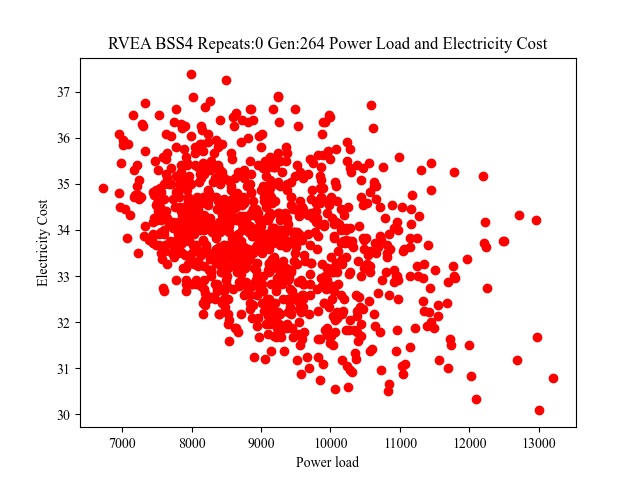 RVEA BSS4 Repeats:0 Gen:264 Power Load and Electricity Cost
37
36
35
34
33
32
31
30
Electricity Cost
7000 8000 9000 10000 11000 12000 13000
Power load